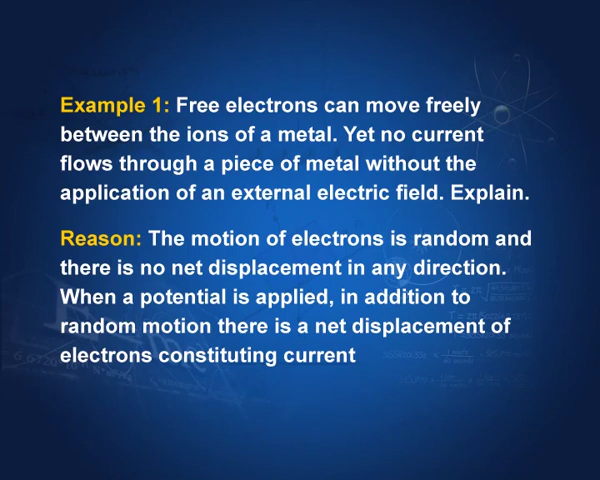 Example 1: Free electrons can move freely
between the ions of a metal. Yet no current
flows through a piece of metal without the
application of an external electric field. Explain.
Reason: The motion of electrons is random and
there is no net displacement in any direction.
When a potential is applied, in addition to
random motion there is a net displacement of
electrons constituting current